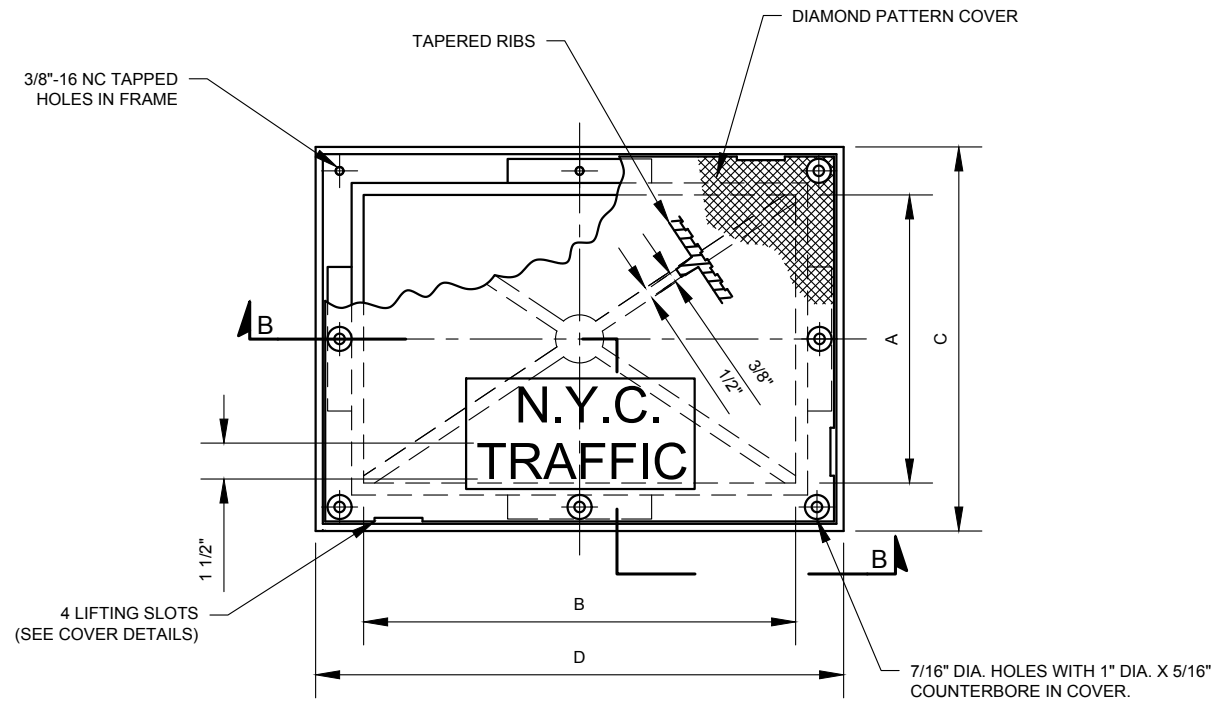 DIAMOND PATTERN COVER
TAPERED RIBS
3/8"-16 NC TAPPED
HOLES IN FRAME
B
A
C
3/8"
1/2"
N.Y.C.
TRAFFIC
1 1/2"
B
4 LIFTING SLOTS
(SEE COVER DETAILS)
B
D
7/16" DIA. HOLES WITH 1" DIA. X 5/16"
COUNTERBORE IN COVER.